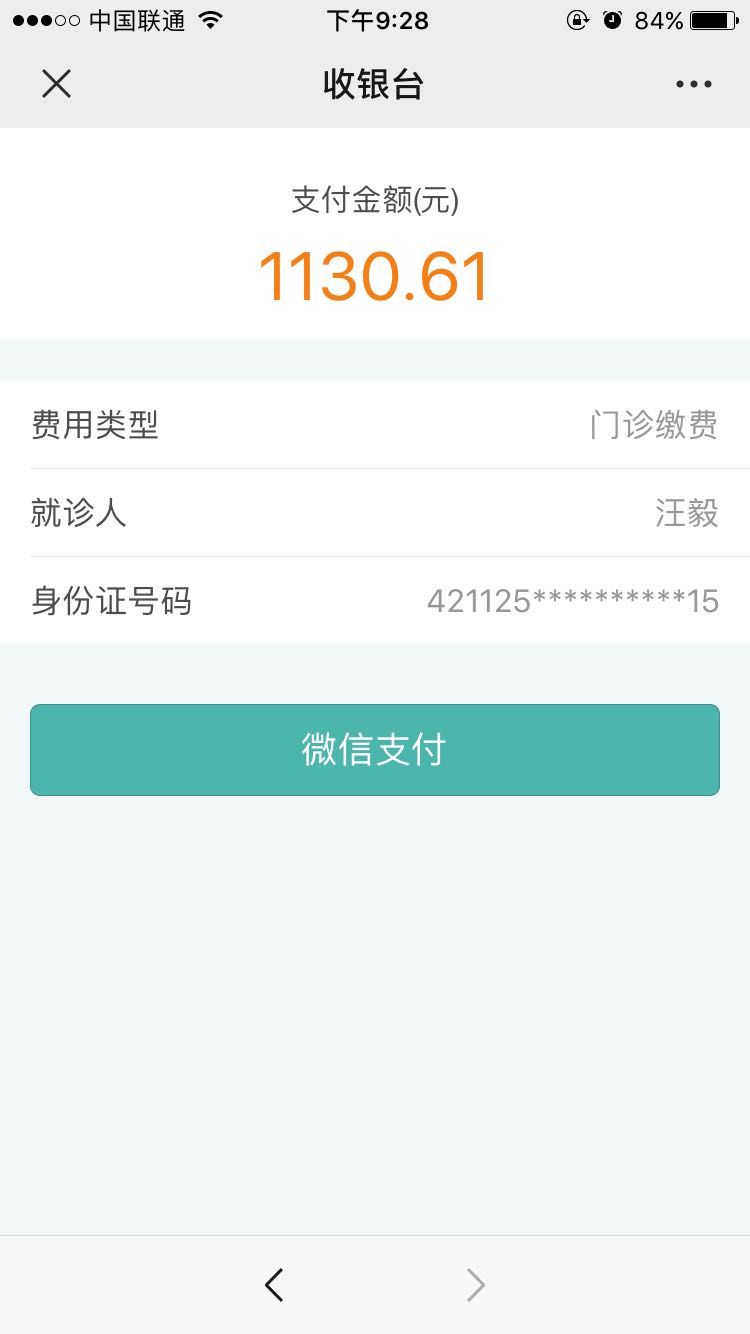 中国联通 下午9:28 84%
收银台
支付金额(元)
1130.61
费用类型 门诊缴费
就诊人 汪毅
身份证号码 421125**********15
微信支付